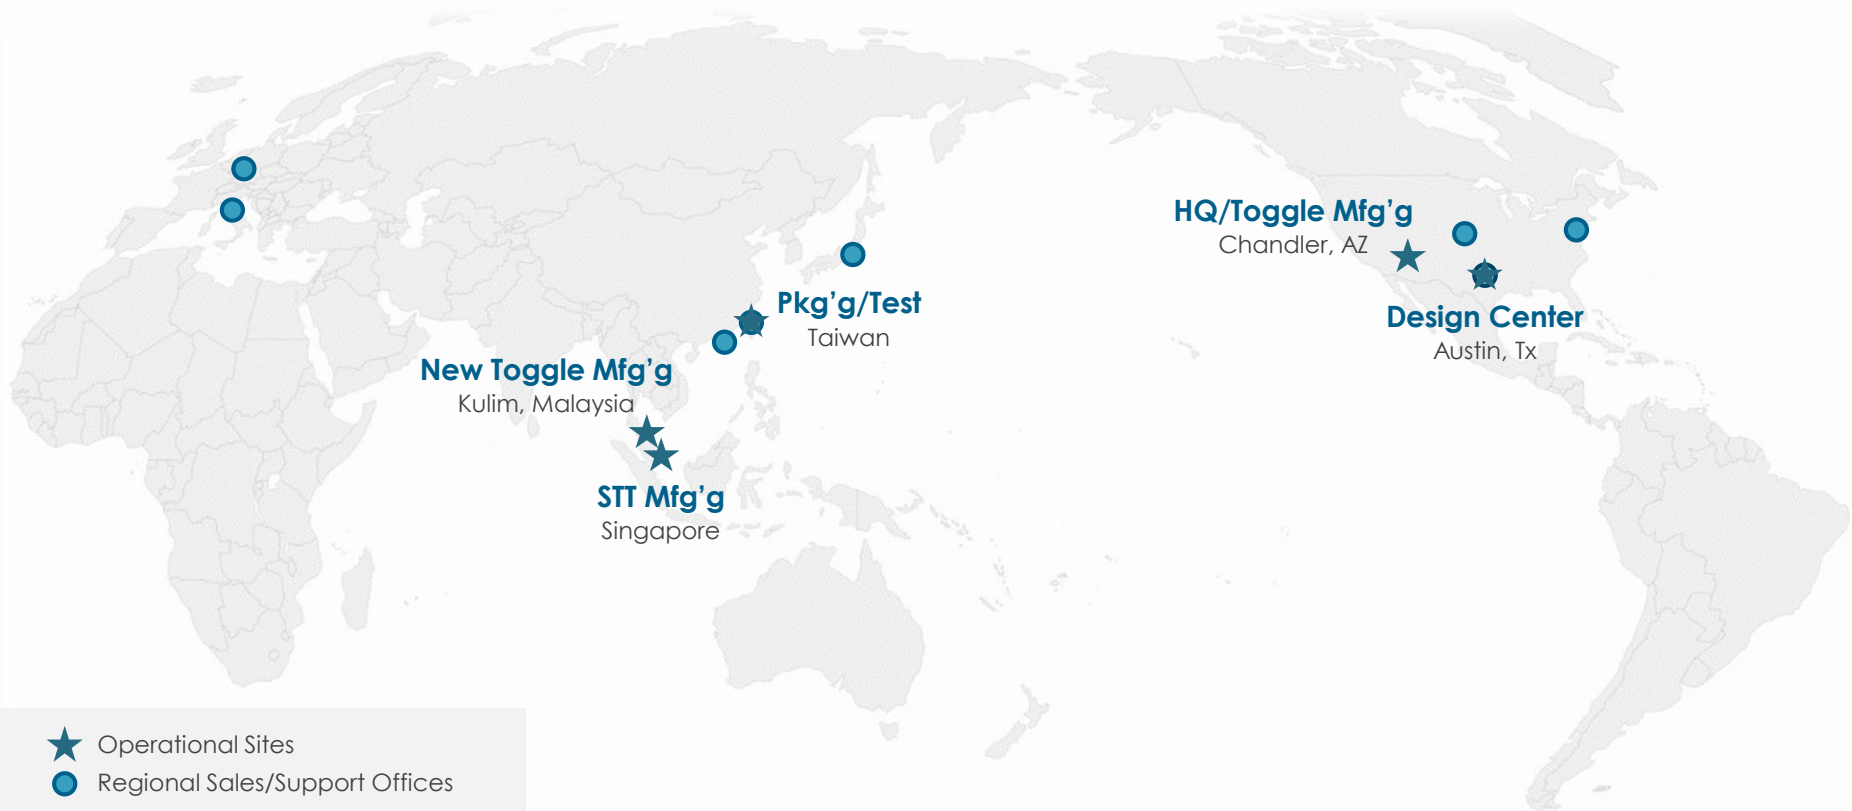 HQ/Toggle Mfg’g
Chandler, AZ
Pkg’g/Test
Taiwan
Design Center
Austin, Tx
New Toggle Mfg’g
Kulim, Malaysia
STT Mfg’g
Singapore
Operational Sites
Regional Sales/Support Offices